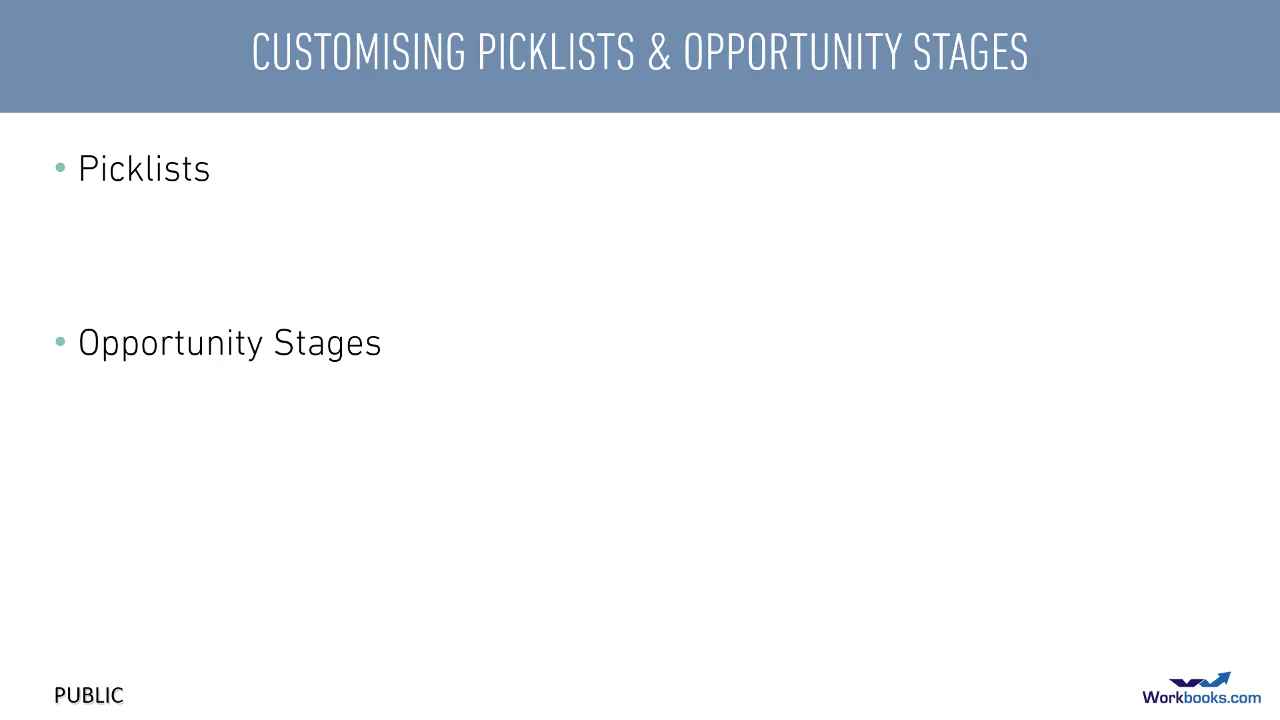 CUSTOMISING PICKLISTS & OPPORTUNITY STAGES
• Picklists
• Opportunity Stages
PUBLIC
Workbooks.com